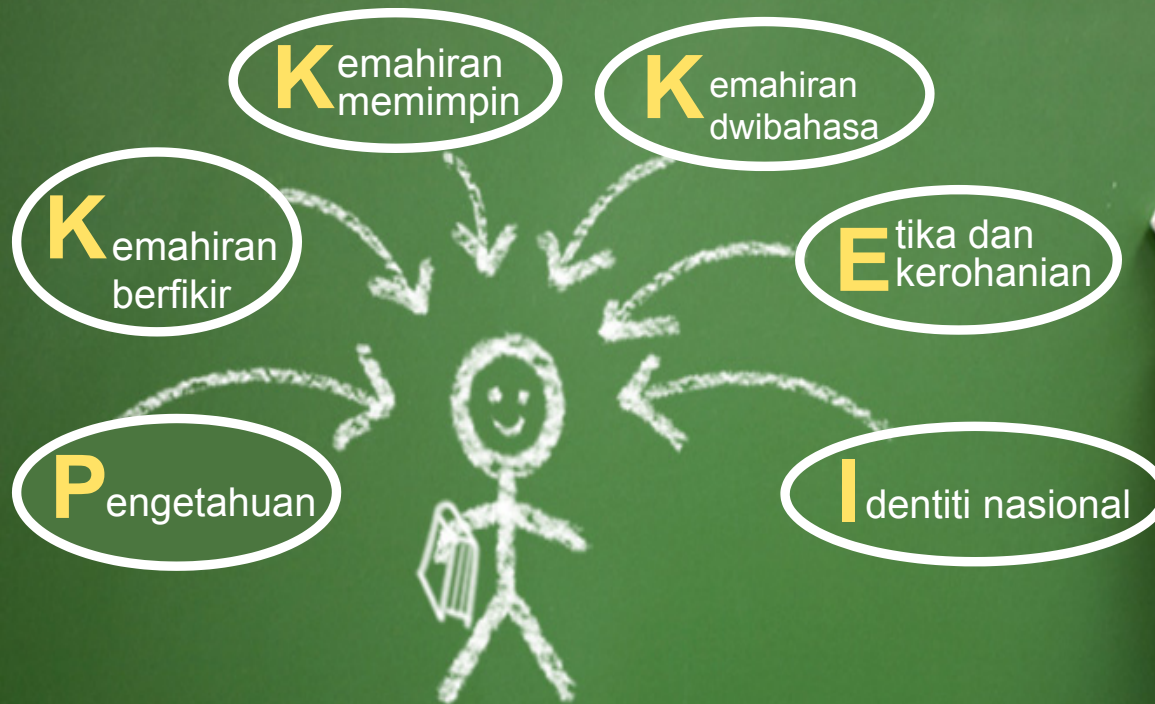 Kemahiran
memimpin
Kemahiran
dwibahasa
Kemahiran
berfikir
Etika dan
kerohanian
Pengetahuan
Identiti nasional